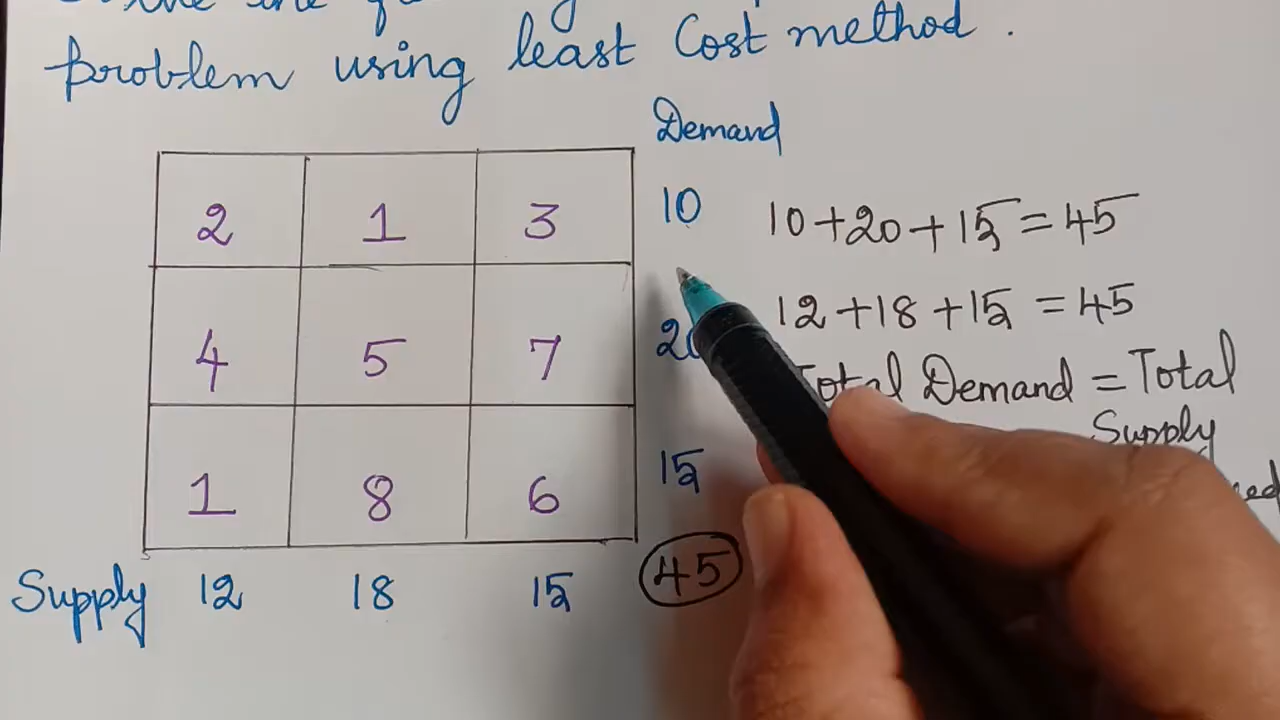 the
problem using least Cost method .
Demand
2 1 3 10
10+20+15=45
12+18+15=45
4 5 7
Total Demand = Total
Supply
1 8 6 15
Supply 12 18 15 45